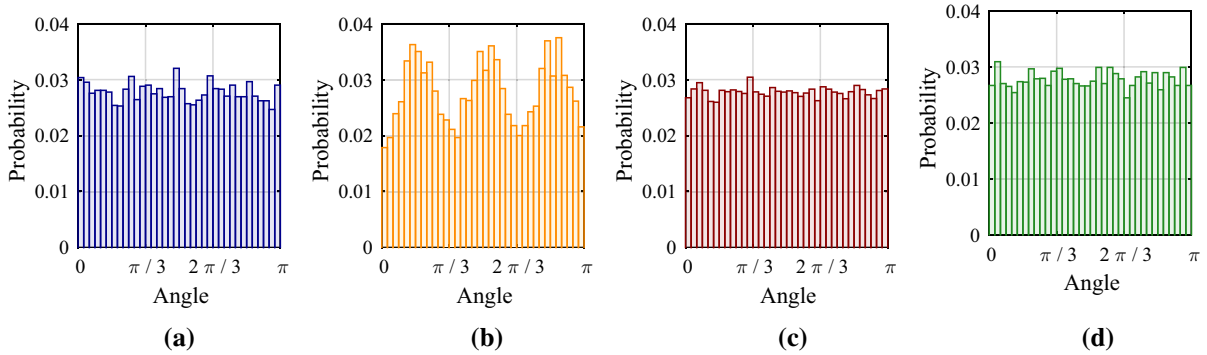 0.04
0.03
0.02
0.01
0
Probability
0
π / 3
2 π / 3
π
Angle
(a)
0.04
0.03
0.02
0.01
0
Probability
0
π / 3
2 π / 3
π
Angle
(b)
0.04
0.03
0.02
0.01
0
Probability
0
π / 3
2 π / 3
π
Angle
(c)
0.04
0.03
0.02
0.01
0
Probability
0
π / 3
2 π / 3
π
Angle
(d)